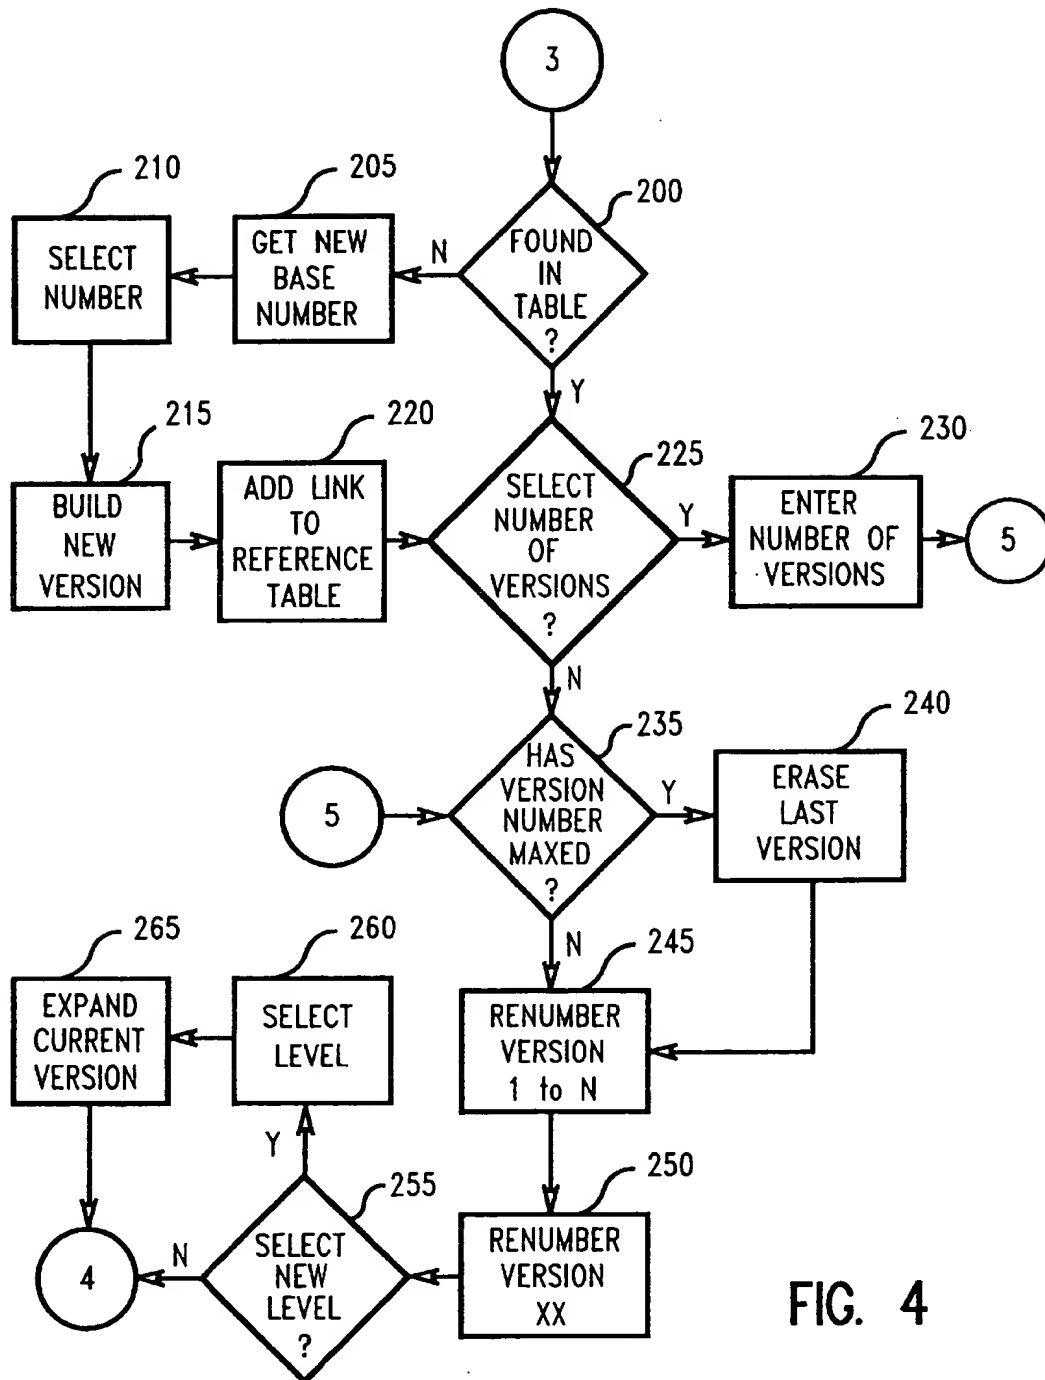 3
200
FOUND
IN
TABLE
?
N
Y
205
GET NEW
BASE
NUMBER
210
SELECT
NUMBER
215
BUILD
NEW
VERSION
220
ADD LINK
TO
REFERENCE
TABLE
225
SELECT
NUMBER
OF
VERSIONS
?
Y
N
230
ENTER
NUMBER OF
VERSIONS
5
5
235
HAS
VERSION
NUMBER
MAXED
?
Y
N
240
ERASE
LAST
VERSION
245
RENUMBER
VERSION
1 to N
250
RENUMBER
VERSION
XX
255
SELECT
NEW
LEVEL
?
Y
N
260
SELECT
LEVEL
265
EXPAND
CURRENT
VERSION
4
FIG. 4